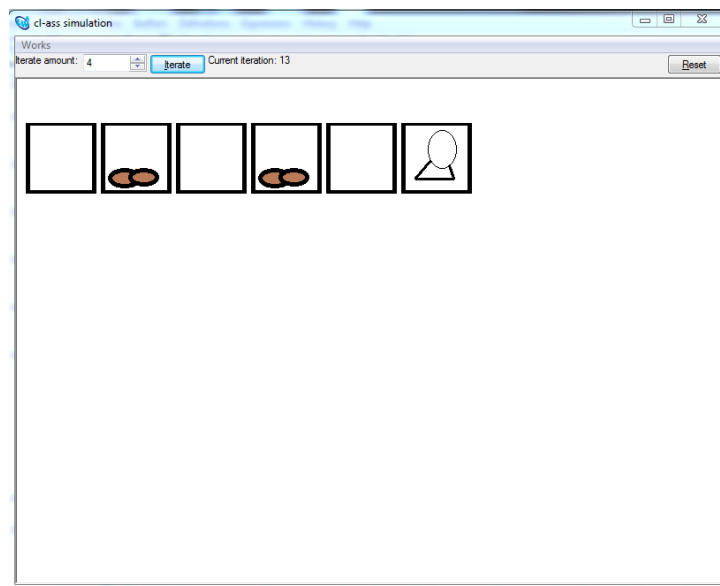 cl-ass simulation
Works
Iterate amount: 4 Iterate Current iteration: 13 Reset